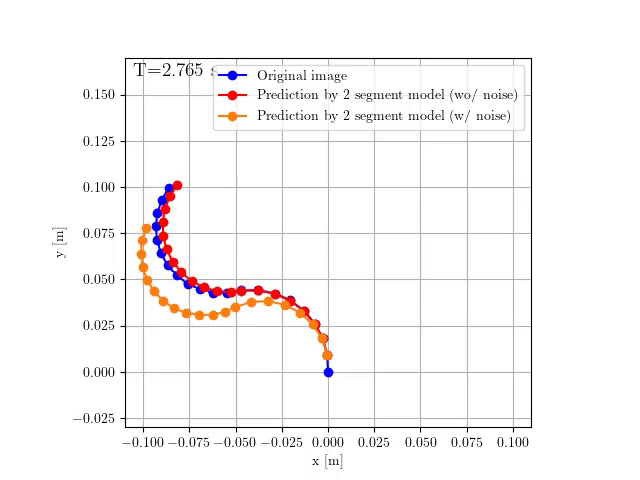 T=2.765 s
Original image
Prediction by 2 segment model (wo/ noise)
Prediction by 2 segment model (w/ noise)
0.150
0.125
0.100
0.075
0.050
0.025
0.000
−0.025
y [m]
−0.100 −0.075 −0.050 −0.025 0.000 0.025 0.050 0.075 0.100
x [m]